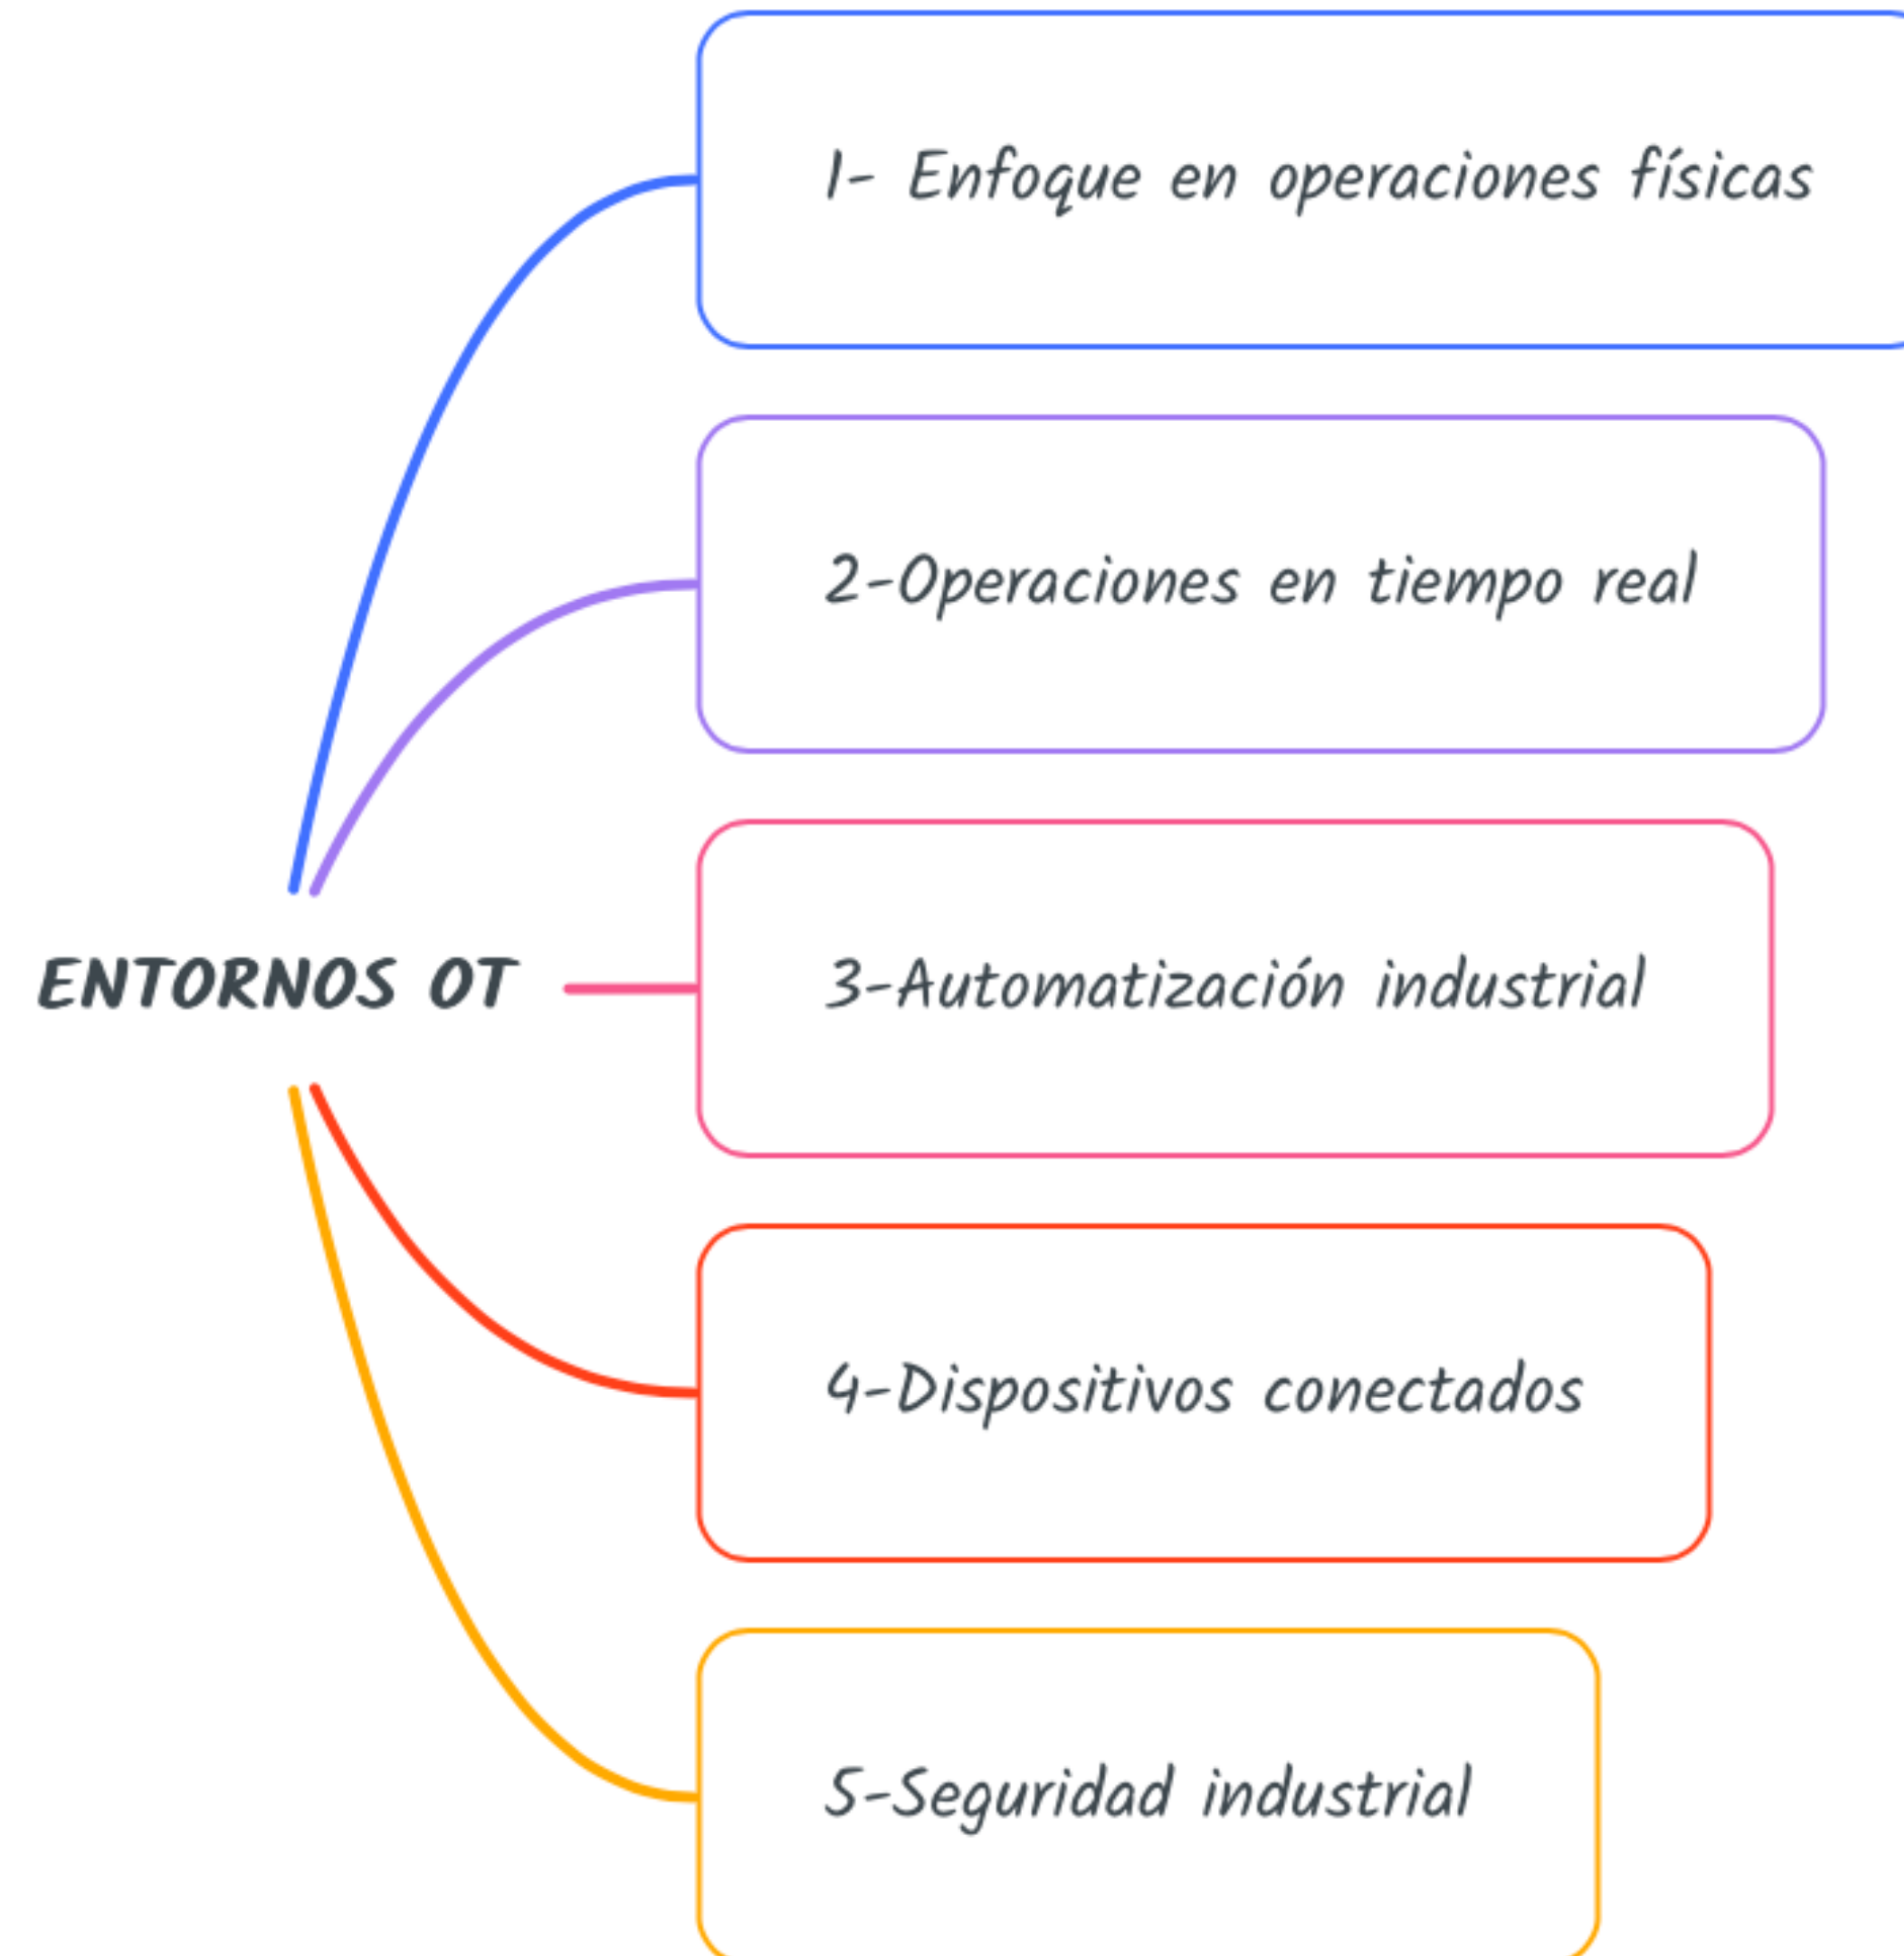 1- Enfoque en operaciones físicas
2-Operaciones en tiempo real
ENTORNOS OT
3-Automatización industrial
4-Dispositivos conectados
5-Seguridad industrial